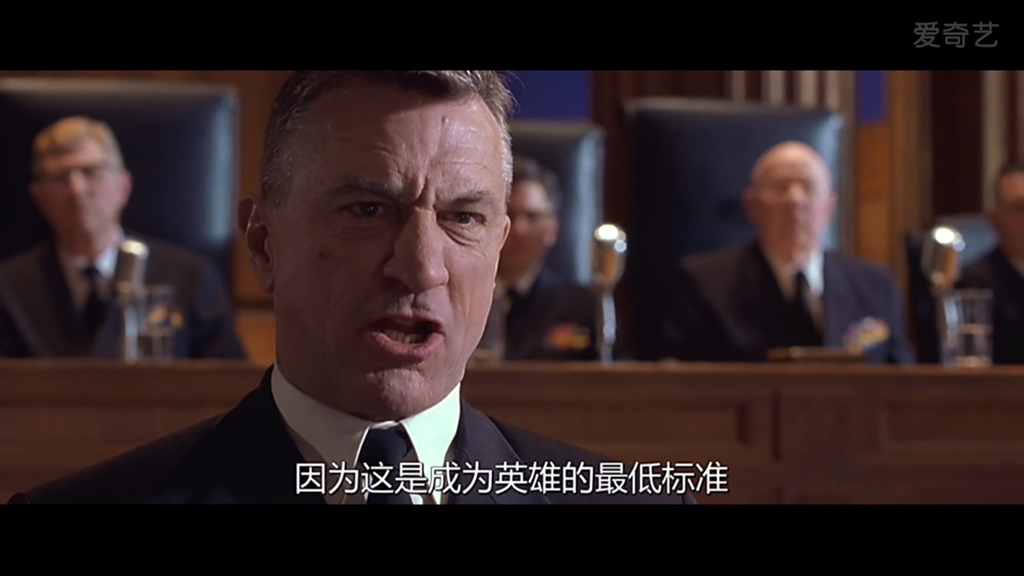 爱奇艺
因为这是成为英雄的最低标准